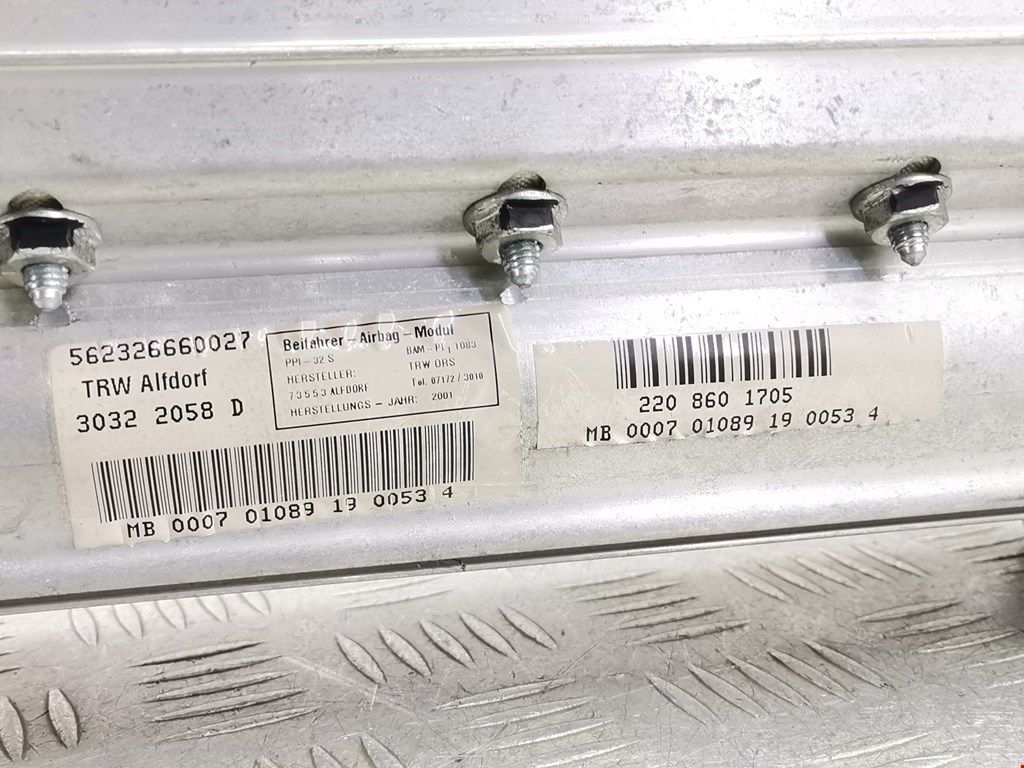 562326660027
TRW Alfdorf
3032 2058 D
Beifahrer-Airbag-Modul
PPI-32 S
BAM-PI, 1083
HERSTELLER:
TRW ORS
73553 ALFDORF
Tel. 07172/3010
HERSTELLUNGS-JAHR: 2001
MB 0007 01089 19 0053 4
220 860 1705
MB 0007 01089 19 0053 4